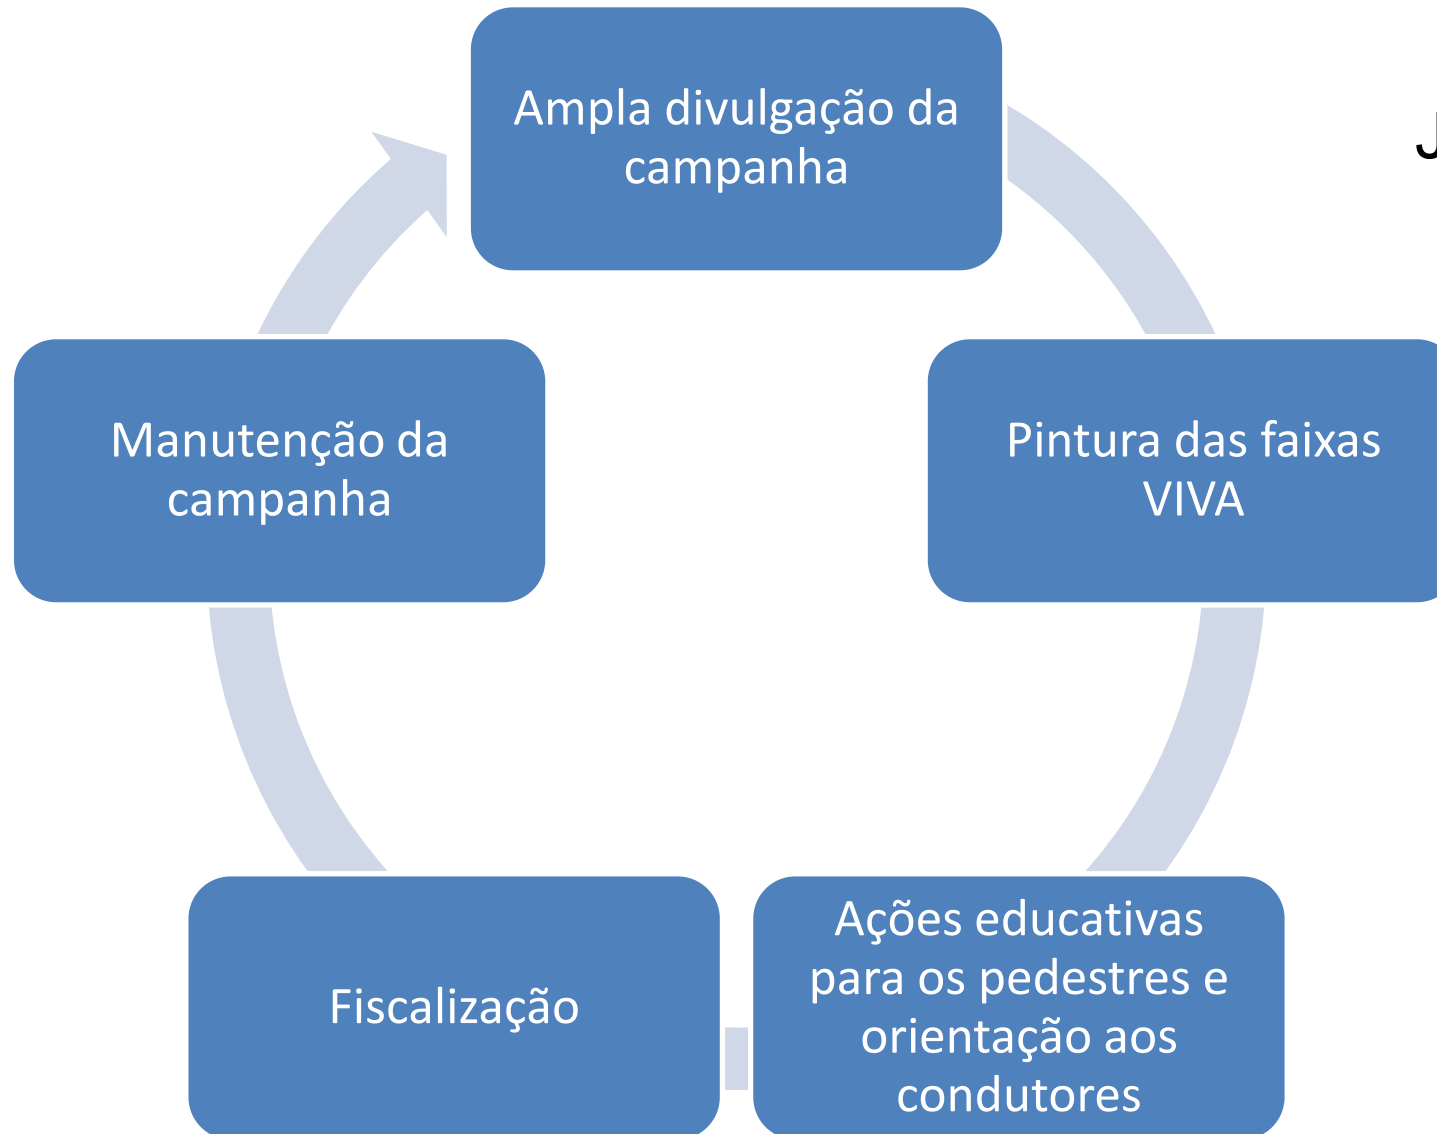 Ampla divulgação da
campanha
Pintura das faixas
VIVA
Ações educativas
para os pedestres e
orientação aos
condutores
Fiscalização
Manutenção da
campanha